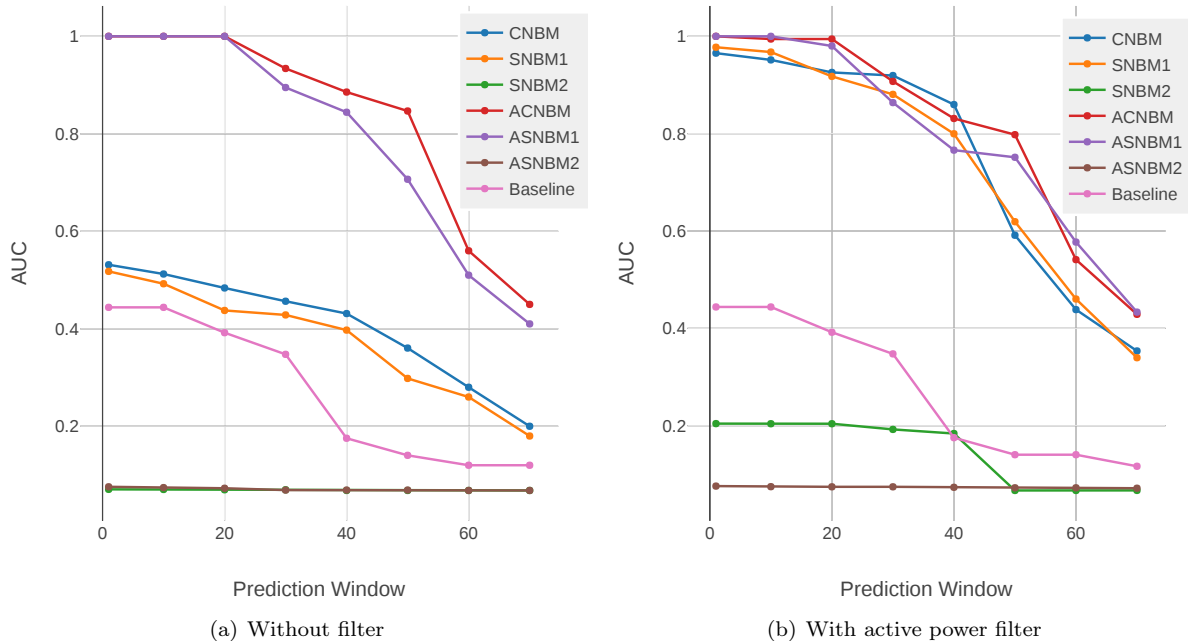 1
0.8
0.6
0.4
0.2
0
20
40
60
AUC
Prediction Window
CNBM
SNBM1
SNBM2
ACNBM
ASNBM1
ASNBM2
Baseline
(a) Without filter
1
0.8
0.6
0.4
0.2
0
20
40
60
AUC
Prediction Window
CNBM
SNBM1
SNBM2
ACNBM
ASNBM1
ASNBM2
Baseline
(b) With active power filter